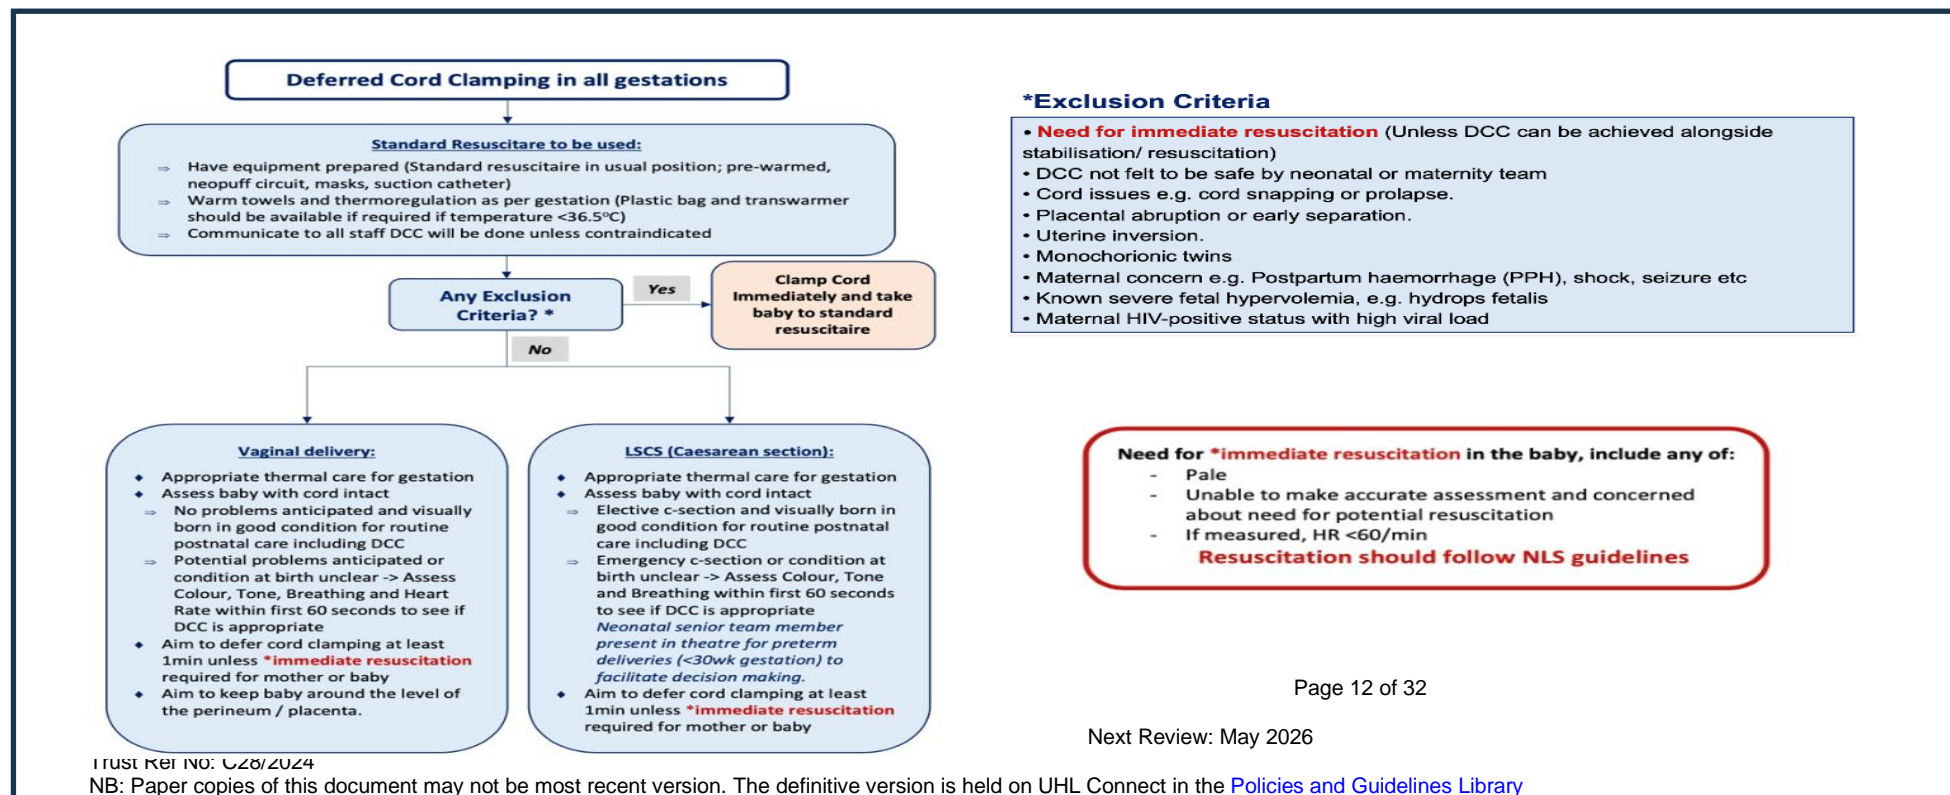 Deferred Cord Clamping in all gestations
Standard Resuscitare to be used:
⇒ Have equipment prepared (Standard resuscitaire in usual position; pre-warmed,
neopuff circuit, masks, suction catheter)
⇒ Warm towels and thermoregulation as per gestation (Plastic bag and transwarmer
should be available if required if temperature <36.5°C)
⇒ Communicate to all staff DCC will be done unless contraindicated
Any Exclusion
Criteria? *
Yes
Clamp Cord
Immediately and take
baby to standard
resuscitaire
No
Vaginal delivery:
◆ Appropriate thermal care for gestation
◆ Assess baby with cord intact
⇒ No problems anticipated and visually
born in good condition for routine
postnatal care including DCC
⇒ Potential problems anticipated or
condition at birth unclear -> Assess
Colour, Tone, Breathing and Heart
Rate within first 60 seconds to see if
DCC is appropriate
◆ Aim to defer cord clamping at least
1min unless *immediate resuscitation
required for mother or baby
◆ Aim to keep baby around the level of
the perineum / placenta.
LSCS (Caesarean section):
◆ Appropriate thermal care for gestation
◆ Assess baby with cord intact
⇒ Elective c-section and visually born in
good condition for routine postnatal
care including DCC
⇒ Emergency c-section or condition at
birth unclear -> Assess Colour, Tone
and Breathing within first 60 seconds
to see if DCC is appropriate
Neonatal senior team member
present in theatre for preterm
deliveries (<30wk gestation) to
facilitate decision making.
◆ Aim to defer cord clamping at least
1min unless *immediate resuscitation
required for mother or baby
*Exclusion Criteria
• Need for immediate resuscitation (Unless DCC can be achieved alongside
stabilisation/ resuscitation)
• DCC not felt to be safe by neonatal or maternity team
• Cord issues e.g. cord snapping or prolapse.
• Placental abruption or early separation.
• Uterine inversion.
• Monochorionic twins
• Maternal concern e.g. Postpartum haemorrhage (PPH), shock, seizure etc
• Known severe fetal hypervolemia, e.g. hydrops fetalis
• Maternal HIV-positive status with high viral load
Need for *immediate resuscitation in the baby, include any of:
- Pale
- Unable to make accurate assessment and concerned
about need for potential resuscitation
- If measured, HR <60/min
Resuscitation should follow NLS guidelines
Page 12 of 32
Next Review: May 2026
Trust Ref No: C28/2024
NB: Paper copies of this document may not be most recent version. The definitive version is held on UHL Connect in the Policies and Guidelines Library